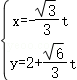 x=-√3/3 t
y=2+√6/3 t